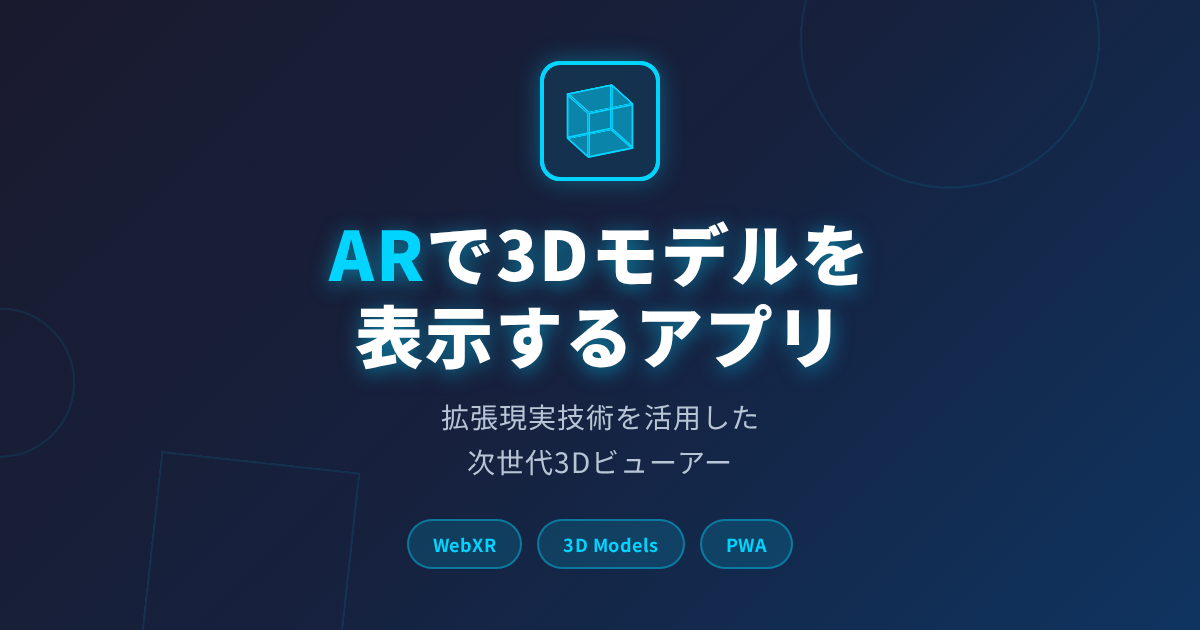 ARで3Dモデルを
表示するアプリ
拡張現実技術を活用した
次世代3Dビューアー
WebXR
3D Models
PWA